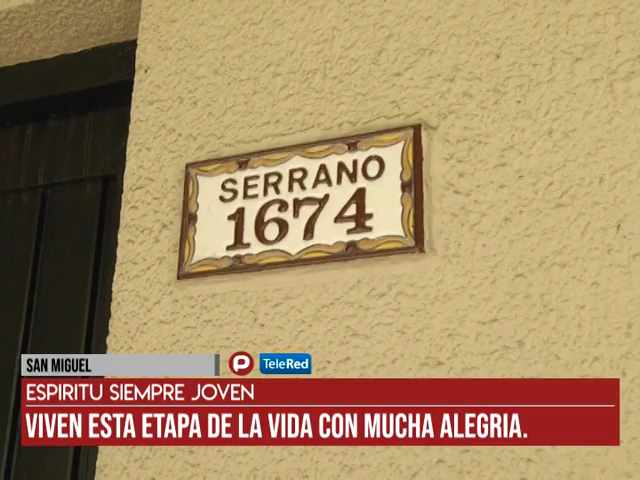 SERRANO
1674
SAN MIGUEL
P TeleRed
ESPIRITU SIEMPRE JOVEN
VIVEN ESTA ETAPA DE LA VIDA CON MUCHA ALEGRIA.